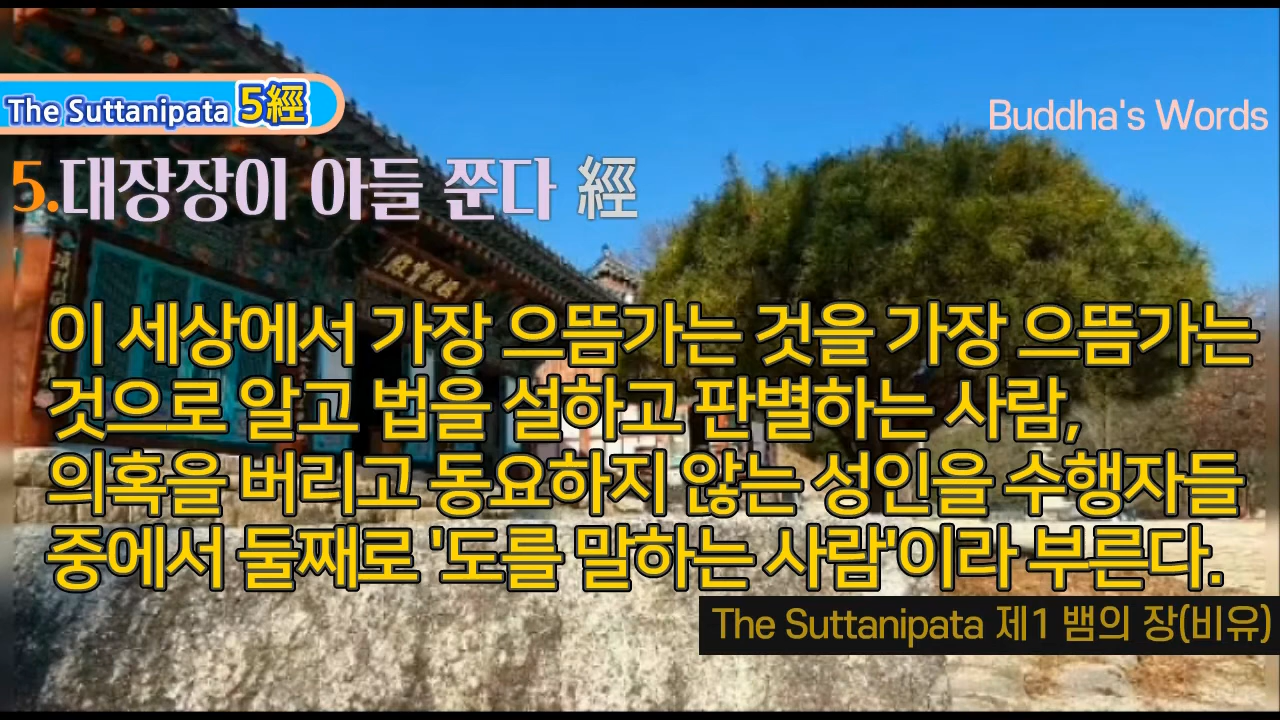 The Suttanipata 5經
Buddha's Words
5.대장장이 아들 쭌다 經
이 세상에서 가장 으뜸가는 것을 가장 으뜸가는
것으로 알고 법을 설하고 판별하는 사람,
의혹을 버리고 동요하지 않는 성인을 수행자들
중에서 둘째로 '도를 말하는 사람'이라 부른다.
The Suttanipata 제1 뱀의 장(비유)